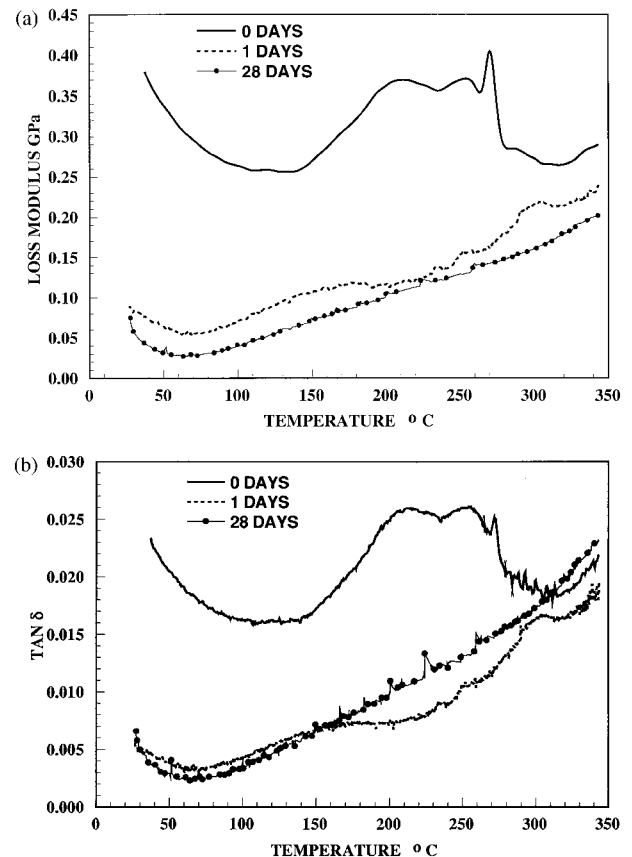 (a)
0.45
0.40
0.35
0.30
0.25
0.20
0.15
0.10
0.05
0.00
LOSS MODULUS GPa
0 DAYS
1 DAYS
28 DAYS
0 50 100 150 200 250 300 350
TEMPERATURE ° C
(b)
0.030
0.025
0.020
0.015
0.010
0.005
0.000
TAN δ
0 DAYS
1 DAYS
28 DAYS
0 50 100 150 200 250 300 350
TEMPERATURE ° C